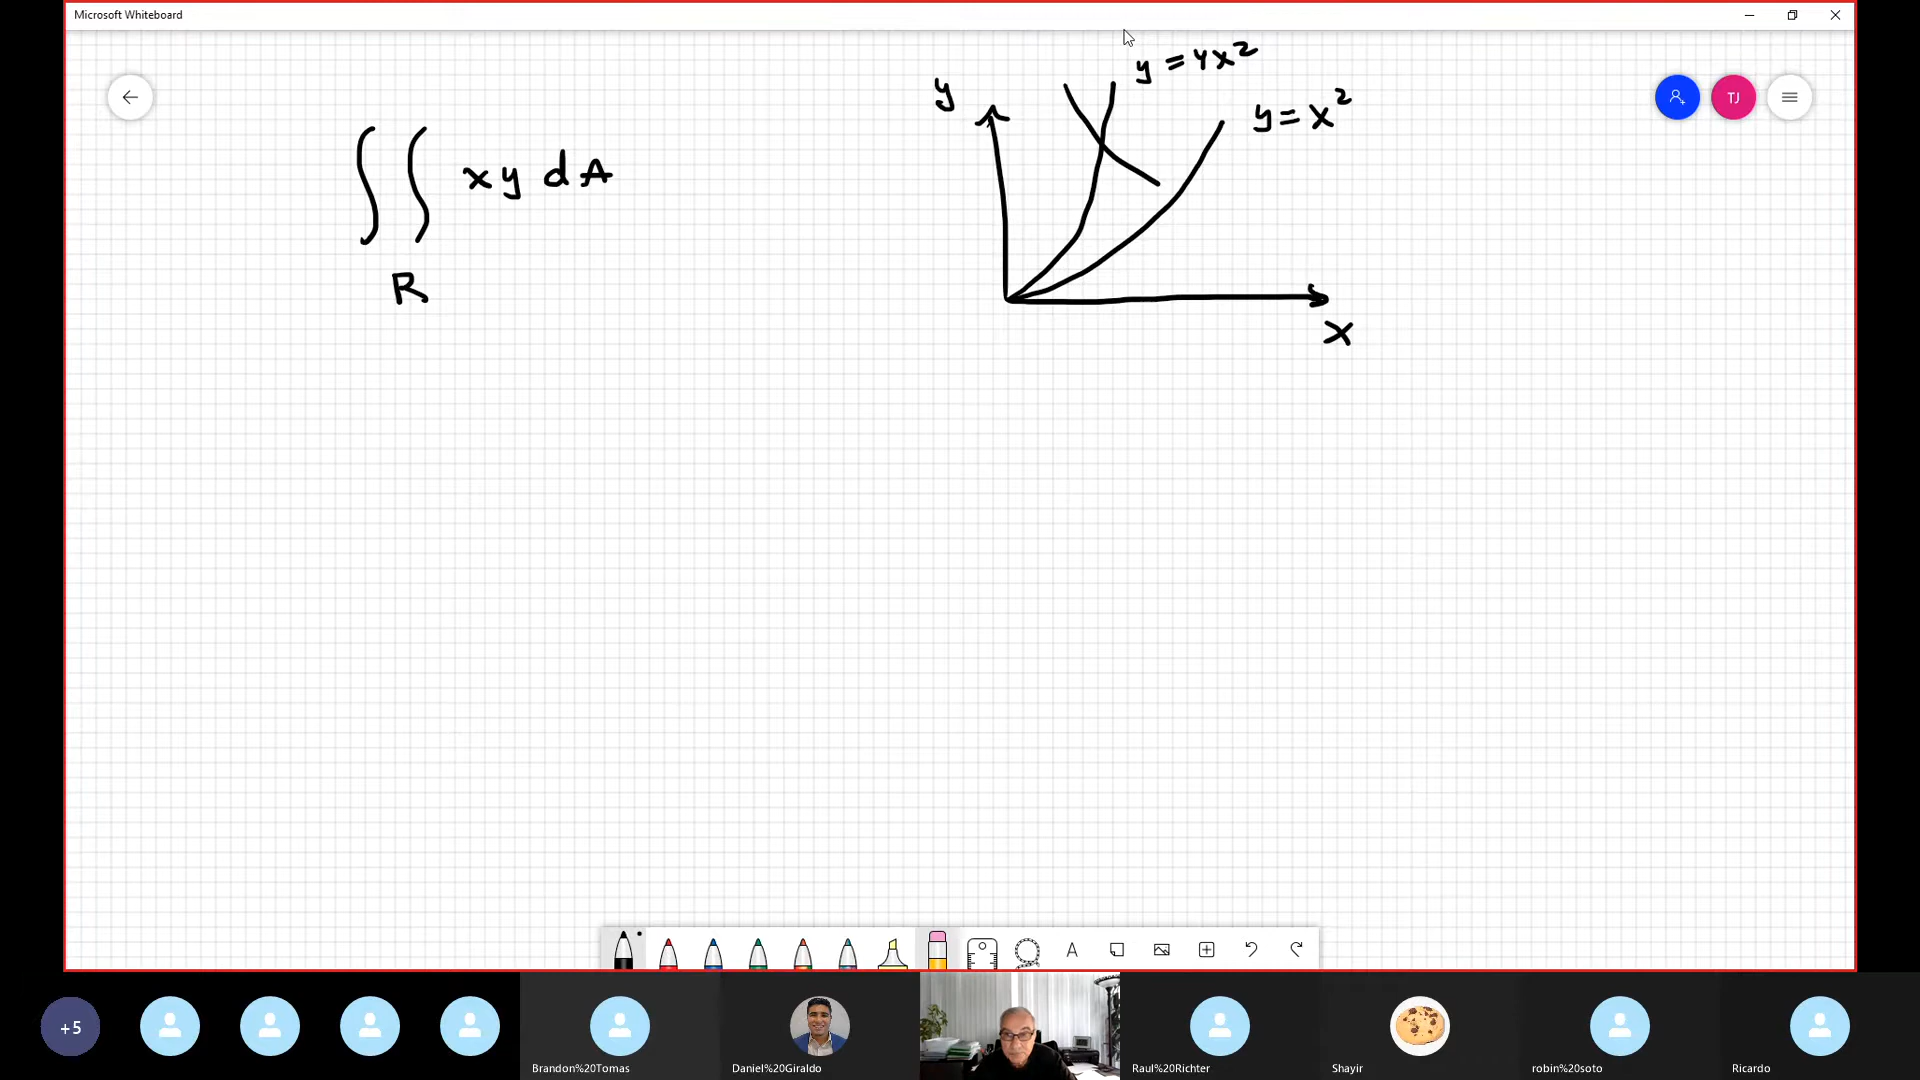 Microsoft Whiteboard
y = 4x²
y
y = x²
TJ
∫∫ xy dA
R
x
A
+5
Brandon%20Tomas
Daniel%20Giraldo
Raul%20Richter
Shayir
robin%20soto
Ricardo